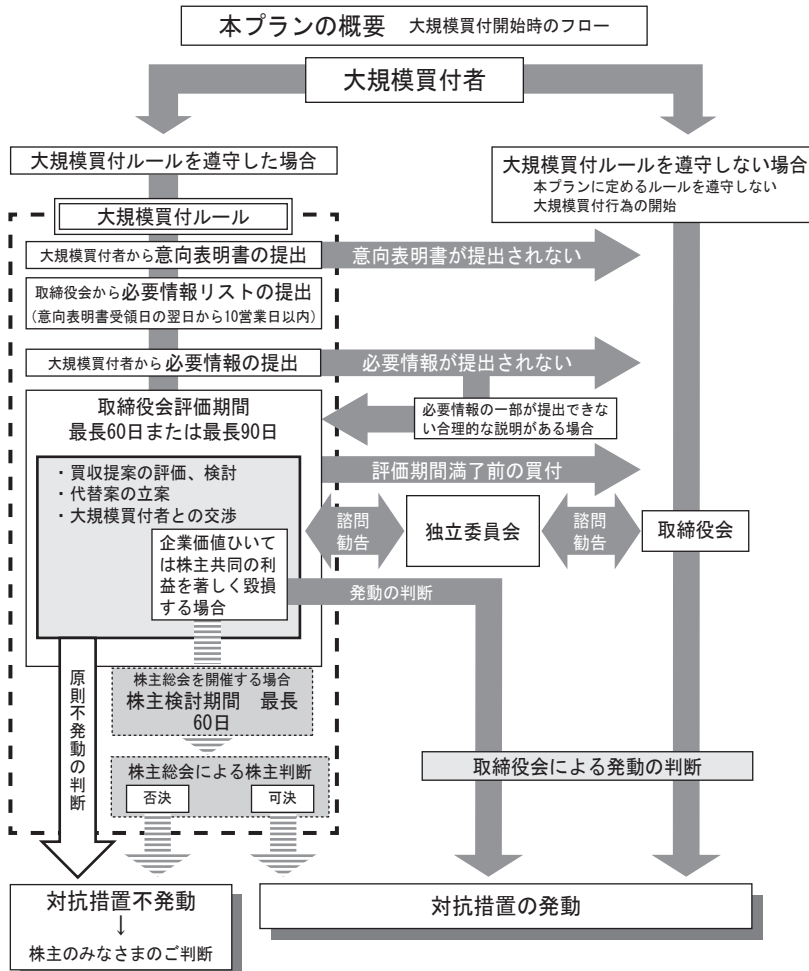 本プランの概要 大規模買付開始時のフロー
大規模買付者
大規模買付ルールを遵守した場合
大規模買付ルールを遵守しない場合
本プランに定めるルールを遵守しない
大規模買付行為の開始
大規模買付ルール
大規模買付者から意向表明書の提出
意向表明書が提出されない
取締役会から必要情報リストの提出
(意向表明書受領日の翌日から10営業日以内)
大規模買付者から必要情報の提出
必要情報が提出されない
取締役会評価期間
最長60日または最長90日
必要情報の一部が提出できな
い合理的な説明がある場合
・買収提案の評価、検討
・代替案の立案
・大規模買付者との交渉
評価期間満了前の買付
諮問
勧告
独立委員会
諮問
勧告
取締役会
企業価値ひいて
は株主共同の利
益を著しく毀損
する場合
発動の判断
原則不発動の判断
株主総会を開催する場合
株主検討期間 最長
60日
株主総会による株主判断
否決
可決
取締役会による発動の判断
対抗措置不発動
↓
株主のみなさまのご判断
対抗措置の発動